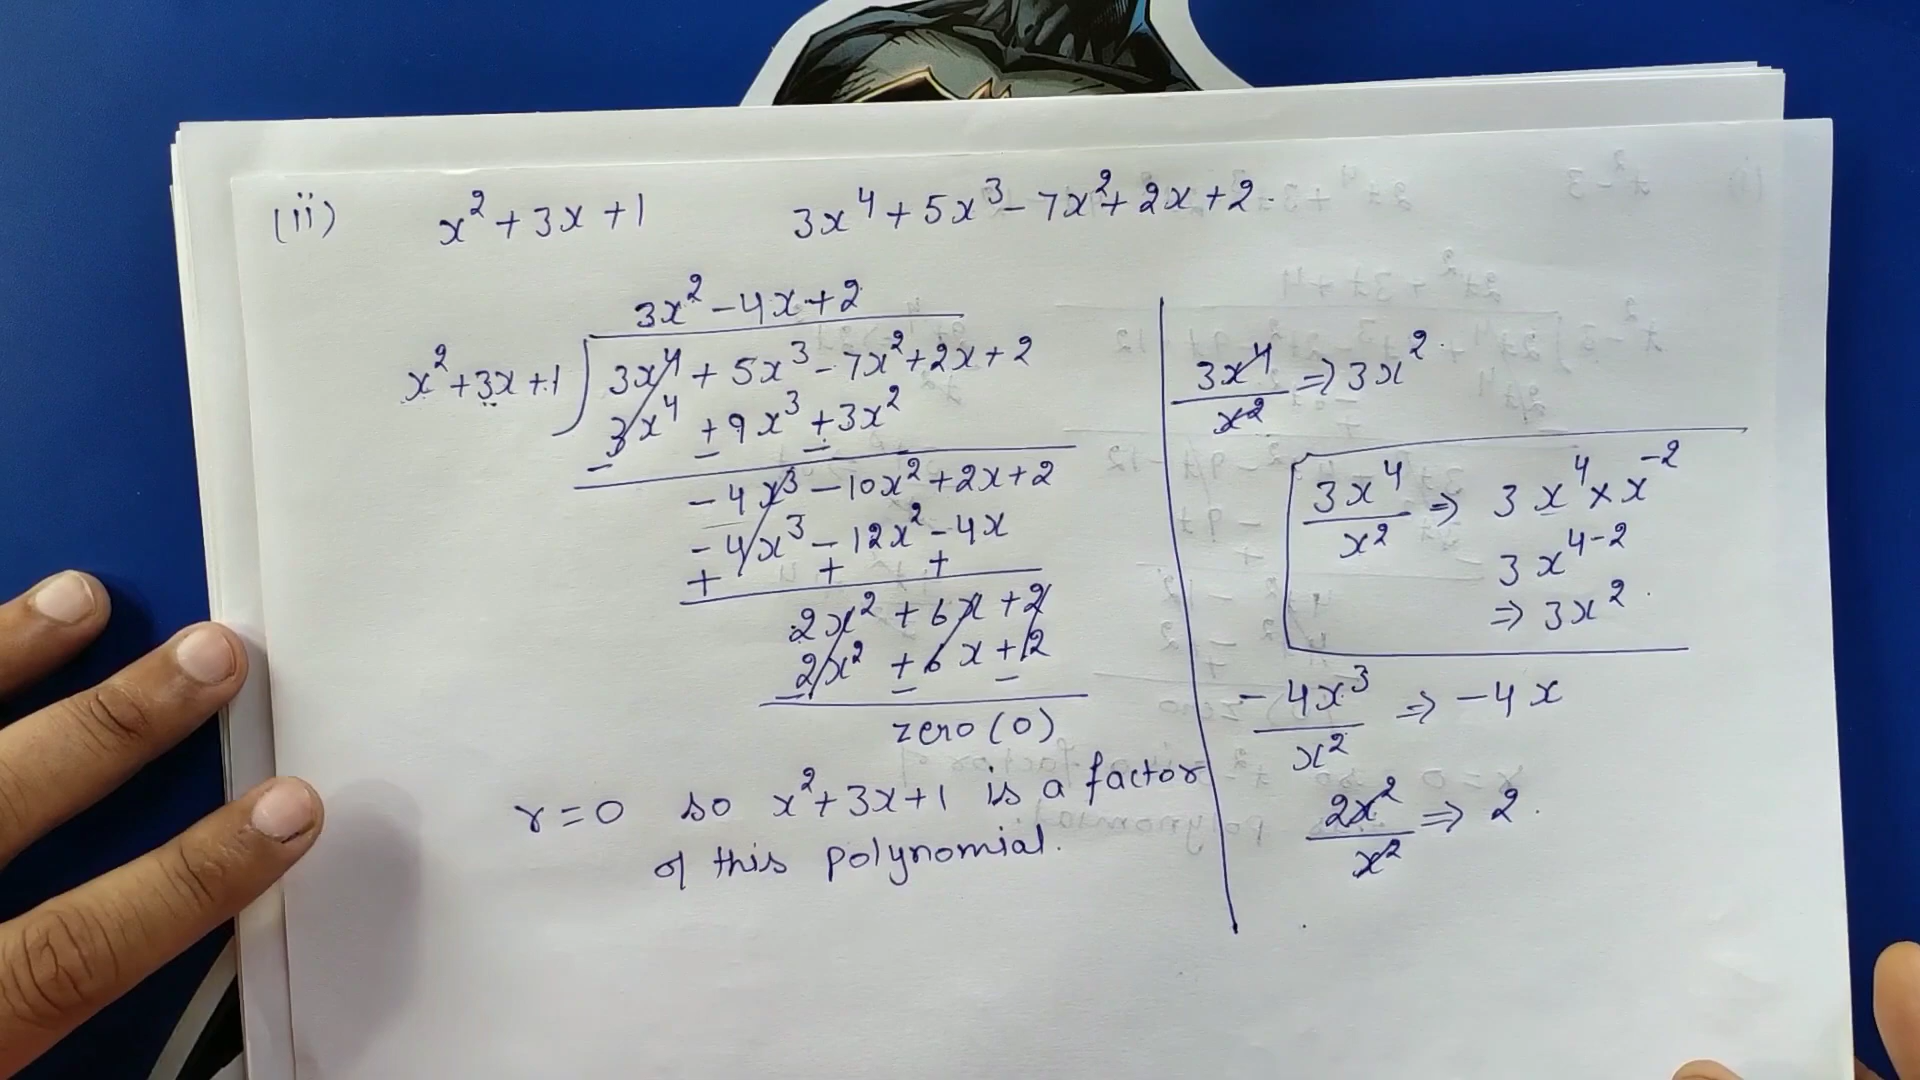 (ii) x² + 3x + 1 3x⁴ + 5x³ - 7x² + 2x + 2.
3x² - 4x + 2
x² + 3x + 1 ) 3x⁴ + 5x³ - 7x² + 2x + 2
3x⁴ + 9x³ + 3x²
- - -
- 4x³ - 10x² + 2x + 2
- 4x³ - 12x² - 4x
+ + +
2x² + 6x + 2
2x² + 6x + 2
- - -
zero (0)
r = 0 so x² + 3x + 1 is a factor
of this polynomial.
3x⁴/x² ⇒ 3x².
3x⁴/x² ⇒ 3x⁴ × x⁻²
3x⁴⁻²
⇒ 3x².
- 4x³/x² ⇒ - 4x
2x²/x² ⇒ 2.